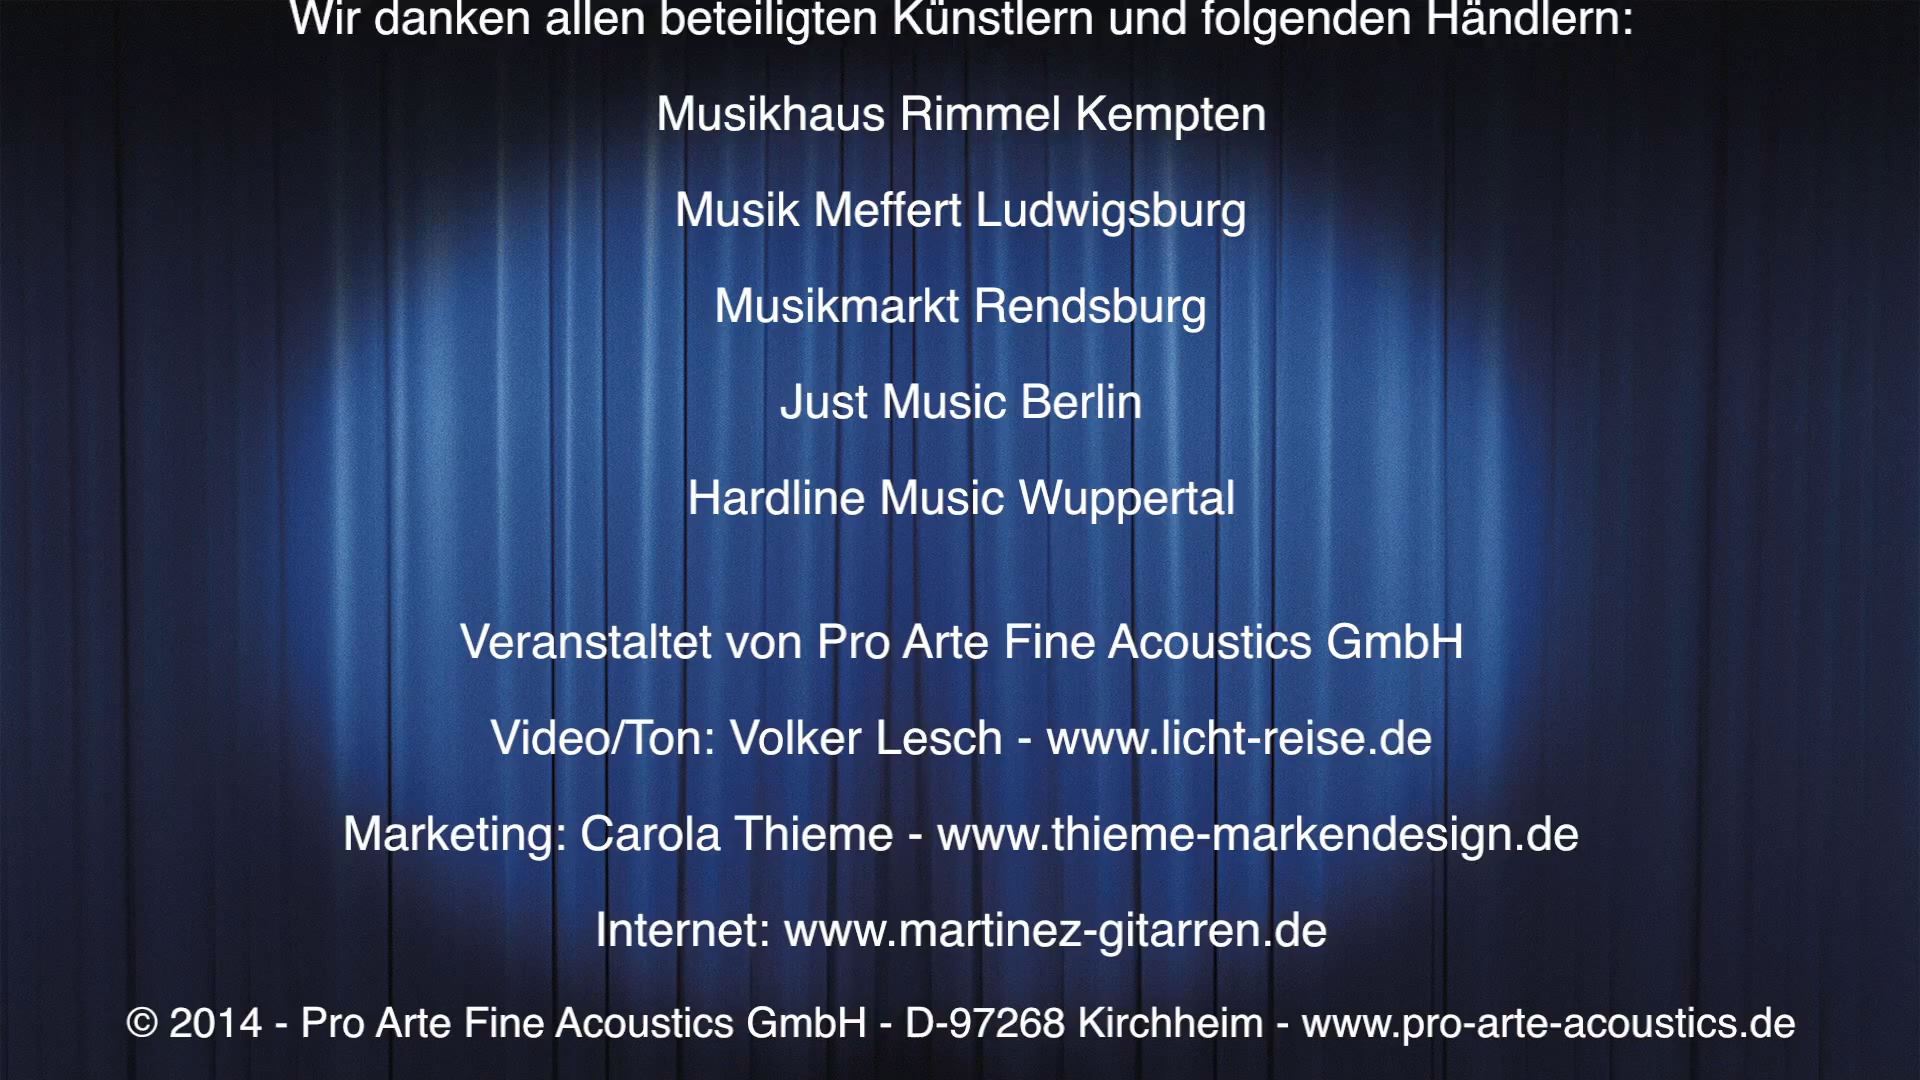 Wir danken allen beteiligten Künstlern und folgenden Händlern:
Musikhaus Rimmel Kempten
Musik Meffert Ludwigsburg
Musikmarkt Rendsburg
Just Music Berlin
Hardline Music Wuppertal
Veranstaltet von Pro Arte Fine Acoustics GmbH
Video/Ton: Volker Lesch - www.licht-reise.de
Marketing: Carola Thieme - www.thieme-markendesign.de
Internet: www.martinez-gitarren.de
© 2014 - Pro Arte Fine Acoustics GmbH - D-97268 Kirchheim - www.pro-arte-acoustics.de